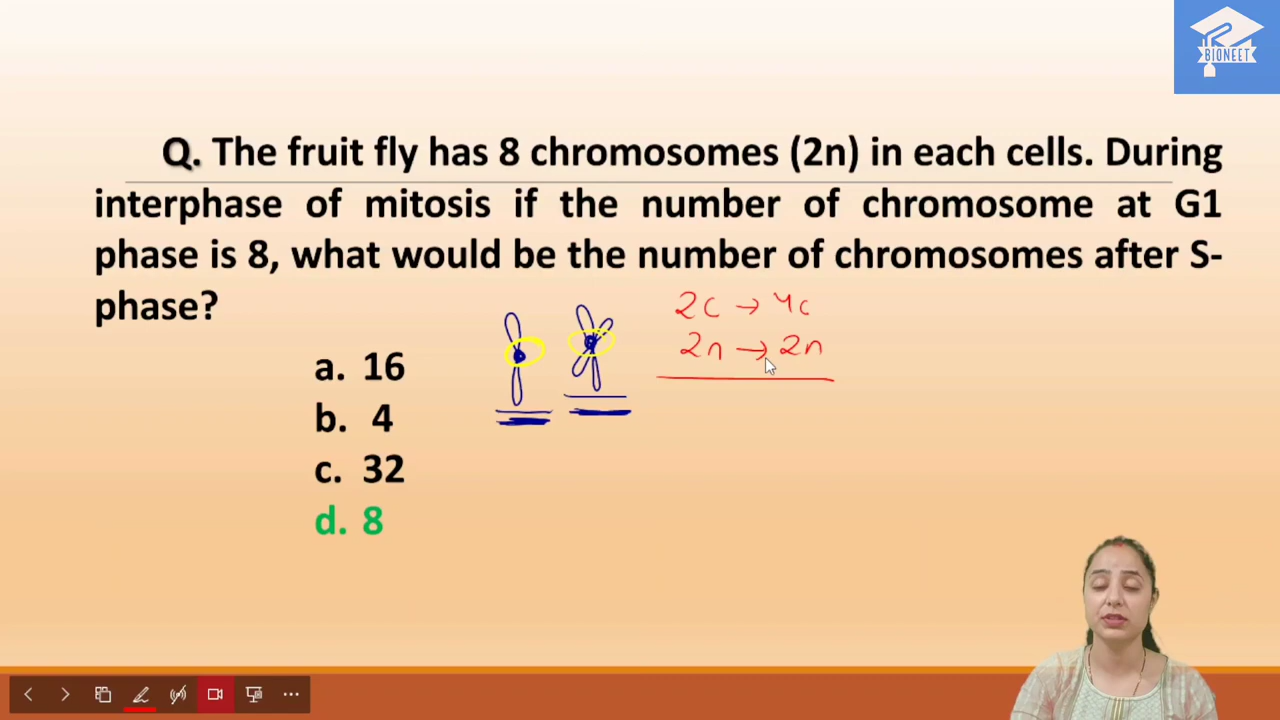 BIONEET
Q. The fruit fly has 8 chromosomes (2n) in each cells. During
interphase of mitosis if the number of chromosome at G1
phase is 8, what would be the number of chromosomes after S-
phase?
2C → 4C
2n → 2n
a. 16
b. 4
c. 32
d. 8